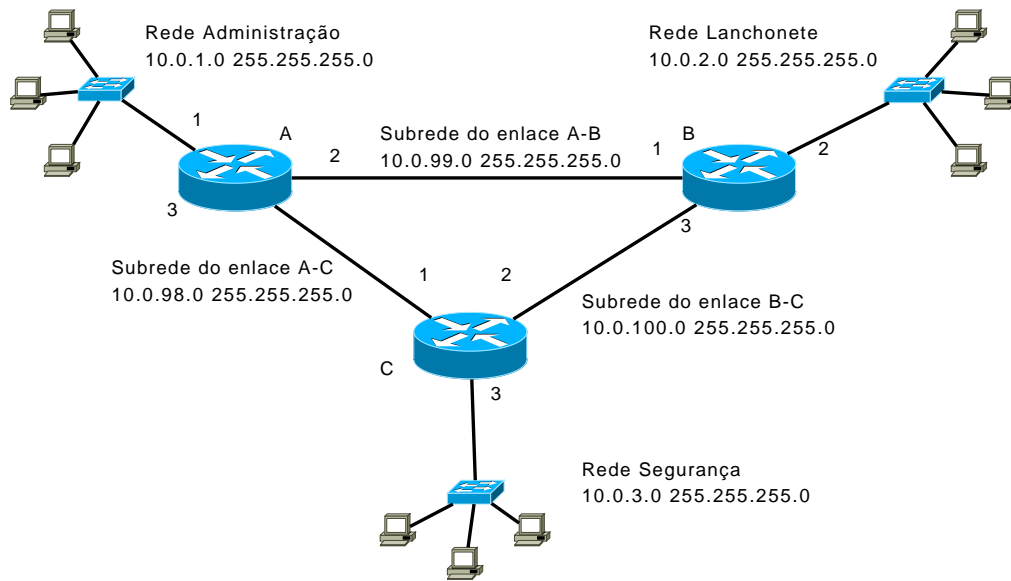 Rede Administração
10.0.1.0 255.255.255.0
Rede Lanchonete
10.0.2.0 255.255.255.0
1
A
2
Subrede do enlace A-B
10.0.99.0 255.255.255.0
1
B
2
3
3
Subrede do enlace A-C
10.0.98.0 255.255.255.0
1
2
Subrede do enlace B-C
10.0.100.0 255.255.255.0
C
3
Rede Segurança
10.0.3.0 255.255.255.0